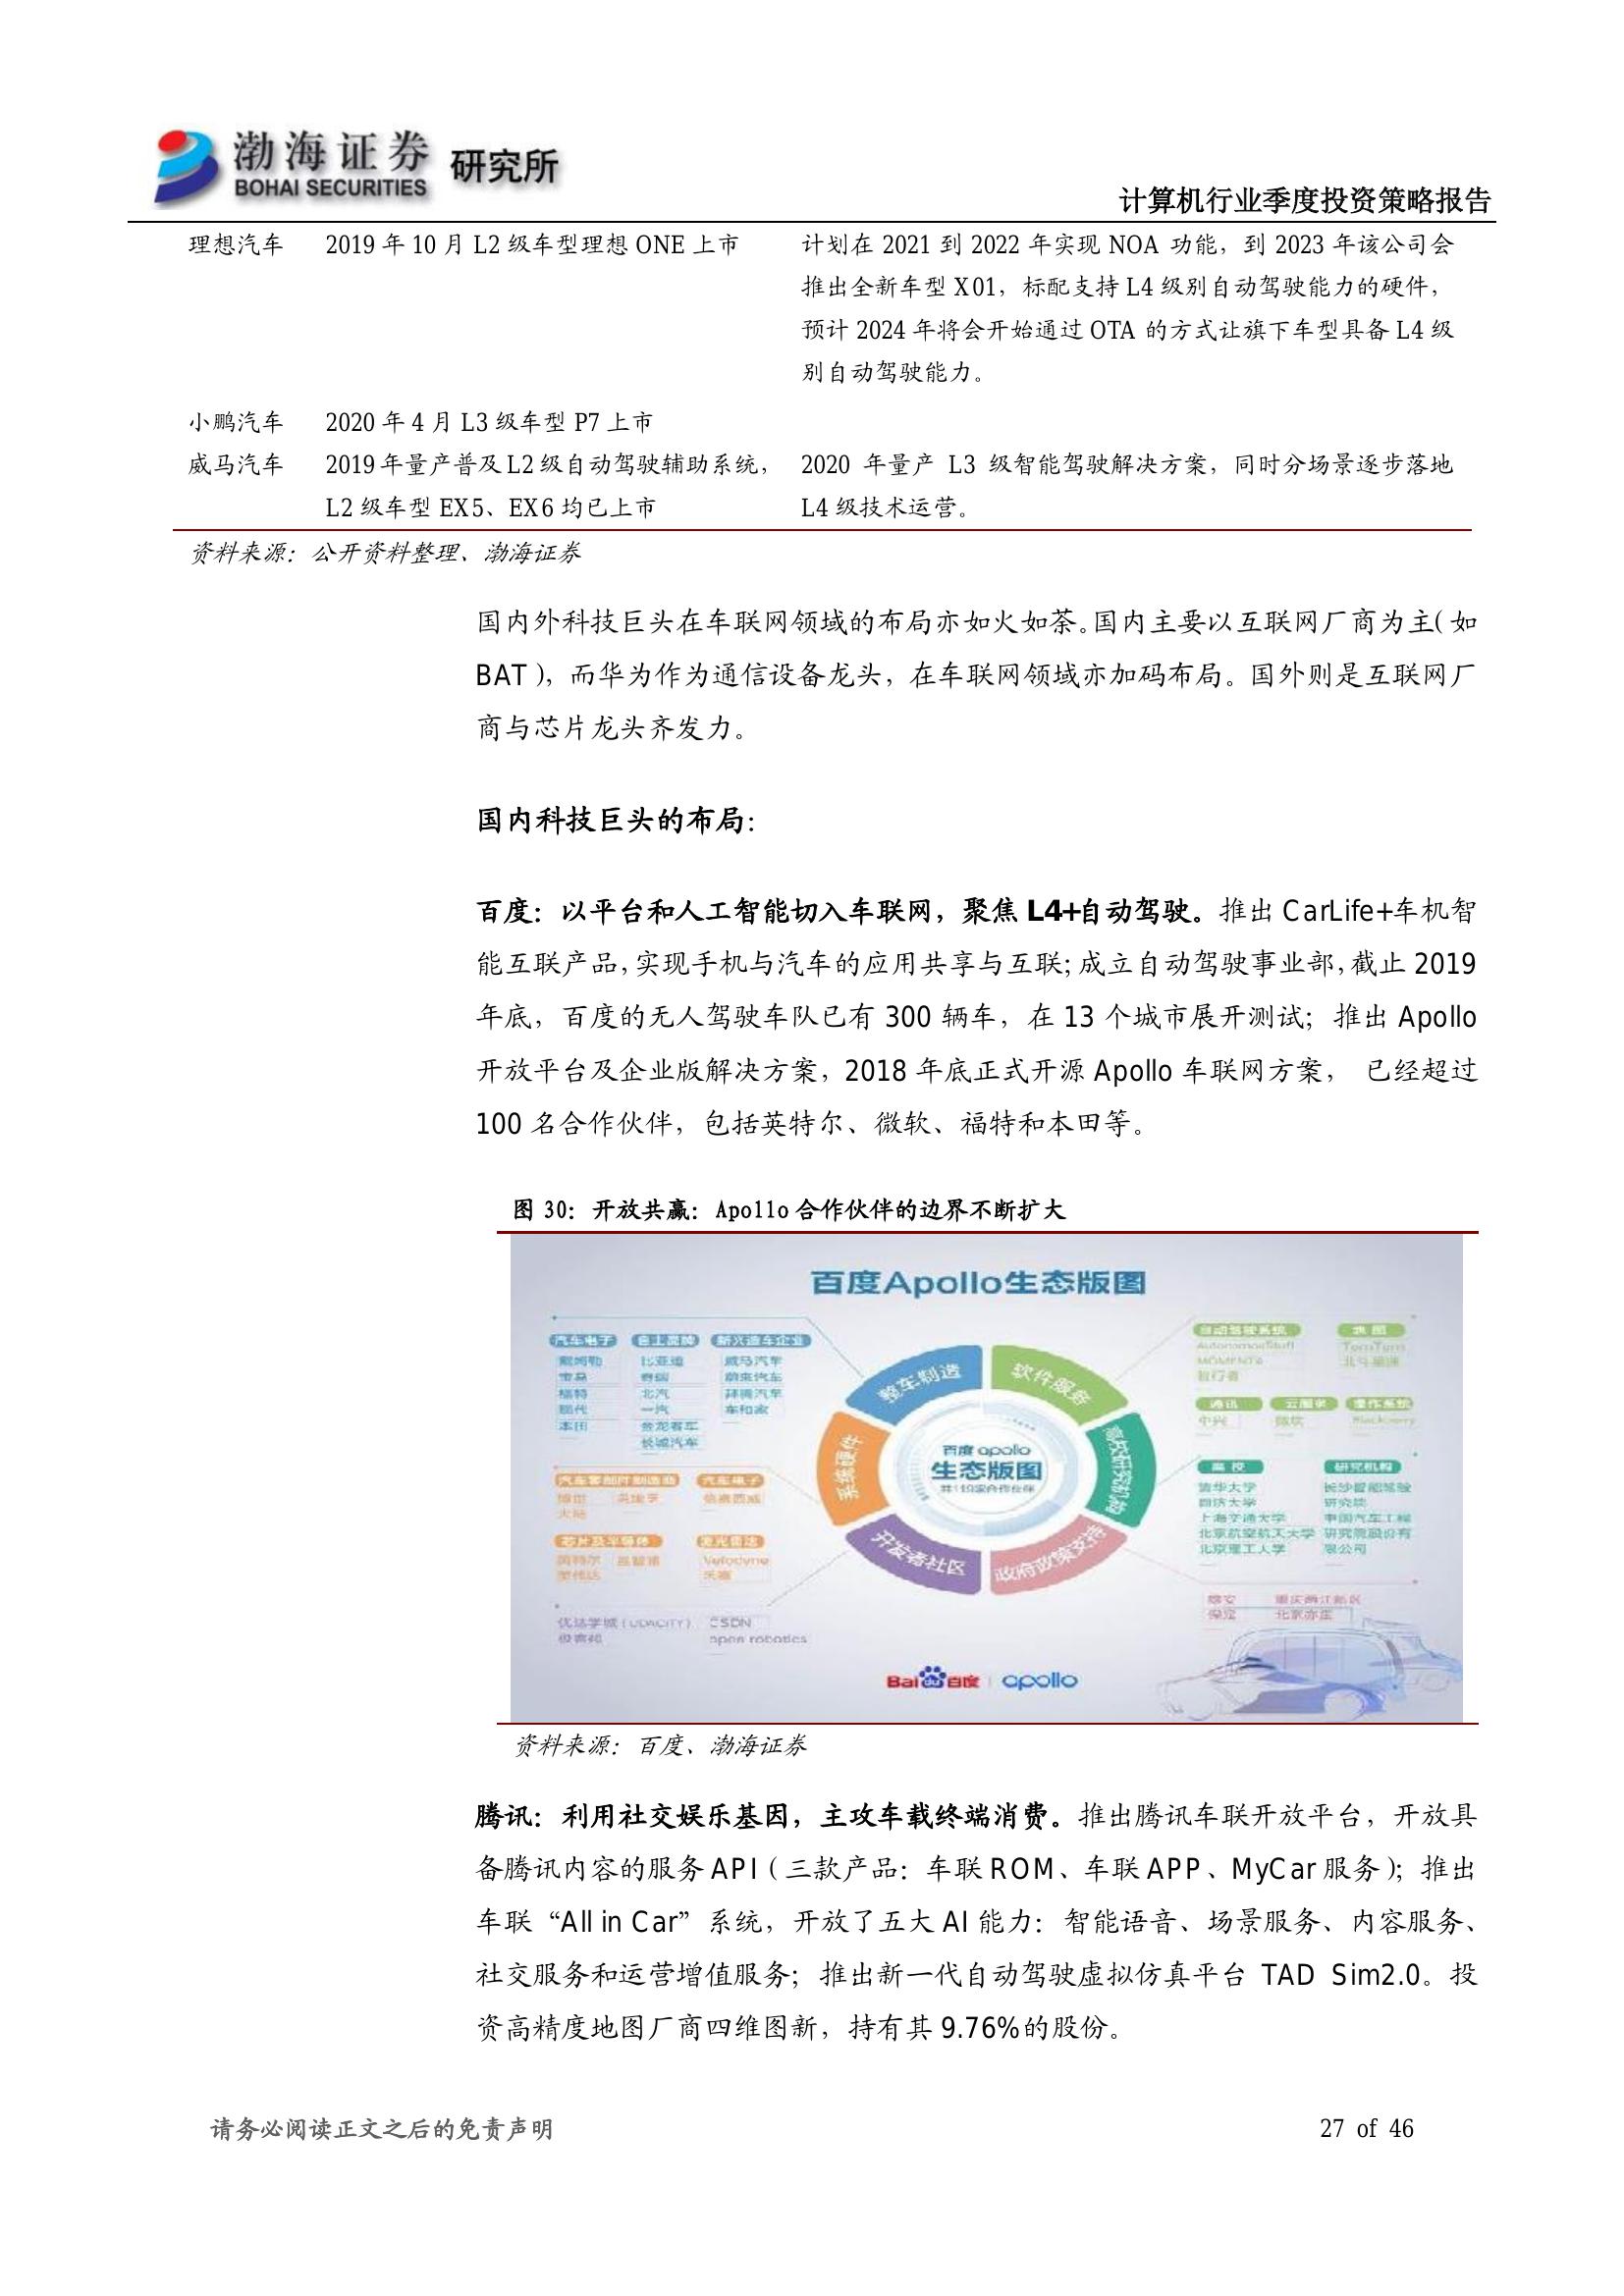 渤海证券 研究所
BOHAI SECURITIES
计算机行业季度投资策略报告
理想汽车 2019 年 10 月 L2 级车型理想 ONE 上市 计划在 2021 到 2022 年实现 NOA 功能，到 2023 年该公司会
推出全新车型 X01，标配支持 L4 级别自动驾驶能力的硬件，
预计 2024 年将会开始通过 OTA 的方式让旗下车型具备 L4 级
别自动驾驶能力。
小鹏汽车 2020 年 4 月 L3 级车型 P7 上市
威马汽车 2019 年量产普及 L2 级自动驾驶辅助系统， 2020 年量产 L3 级智能驾驶解决方案，同时分场景逐步落地
L2 级车型 EX5、EX6 均已上市 L4 级技术运营。
资料来源：公开资料整理、渤海证券
国内外科技巨头在车联网领域的布局亦如火如荼。国内主要以互联网厂商为主（如
BAT），而华为作为通信设备龙头，在车联网领域亦加码布局。国外则是互联网厂
商与芯片龙头齐发力。
国内科技巨头的布局：
百度：以平台和人工智能切入车联网，聚焦 L4+自动驾驶。推出 CarLife+车机智
能互联产品，实现手机与汽车的应用共享与互联；成立自动驾驶事业部，截止 2019
年底，百度的无人驾驶车队已有 300 辆车，在 13 个城市展开测试；推出 Apollo
开放平台及企业版解决方案，2018 年底正式开源 Apollo 车联网方案， 已经超过
100 名合作伙伴，包括英特尔、微软、福特和本田等。
图 30：开放共赢：Apollo 合作伙伴的边界不断扩大
百度Apollo生态版图
汽车电子 自主品牌 新兴造车企业
比亚迪 威马汽车
宝马 奇瑞 蔚来汽车
福特 北汽 拜腾汽车
现代 一汽 车和家
本田 金龙客车
长城汽车
汽车零部件制造商 汽车电子
博世
大陆
芯片及半导体 激光雷达
英特尔 Velodyne
英伟达 禾赛
优达学城（UDACITY） CSDN
open robotics
整车制造
软件服务
系统硬件
高校研究机构
开发者社区
政府政策支持
百度 apollo
生态版图
自动驾驶系统 地图
AutonomouStuff TomTom
MOMENTA
智行者
通讯 云服务 操作系统
中兴 微软 Blackberry
高校 研究机构
清华大学 长沙智能驾驶
同济大学 研究院
上海交通大学 中国汽车工程
北京航空航天大学 研究院股份有
北京理工大学 限公司
雄安 重庆两江新区
保定 北京亦庄
Bai du 百度 apollo
资料来源：百度、渤海证券
腾讯：利用社交娱乐基因，主攻车载终端消费。推出腾讯车联开放平台，开放具
备腾讯内容的服务 API（三款产品：车联 ROM、车联 APP、MyCar 服务）；推出
车联“All in Car”系统，开放了五大 AI 能力：智能语音、场景服务、内容服务、
社交服务和运营增值服务；推出新一代自动驾驶虚拟仿真平台 TAD Sim2.0。投
资高精度地图厂商四维图新，持有其 9.76%的股份。
请务必阅读正文之后的免责声明 27 of 46